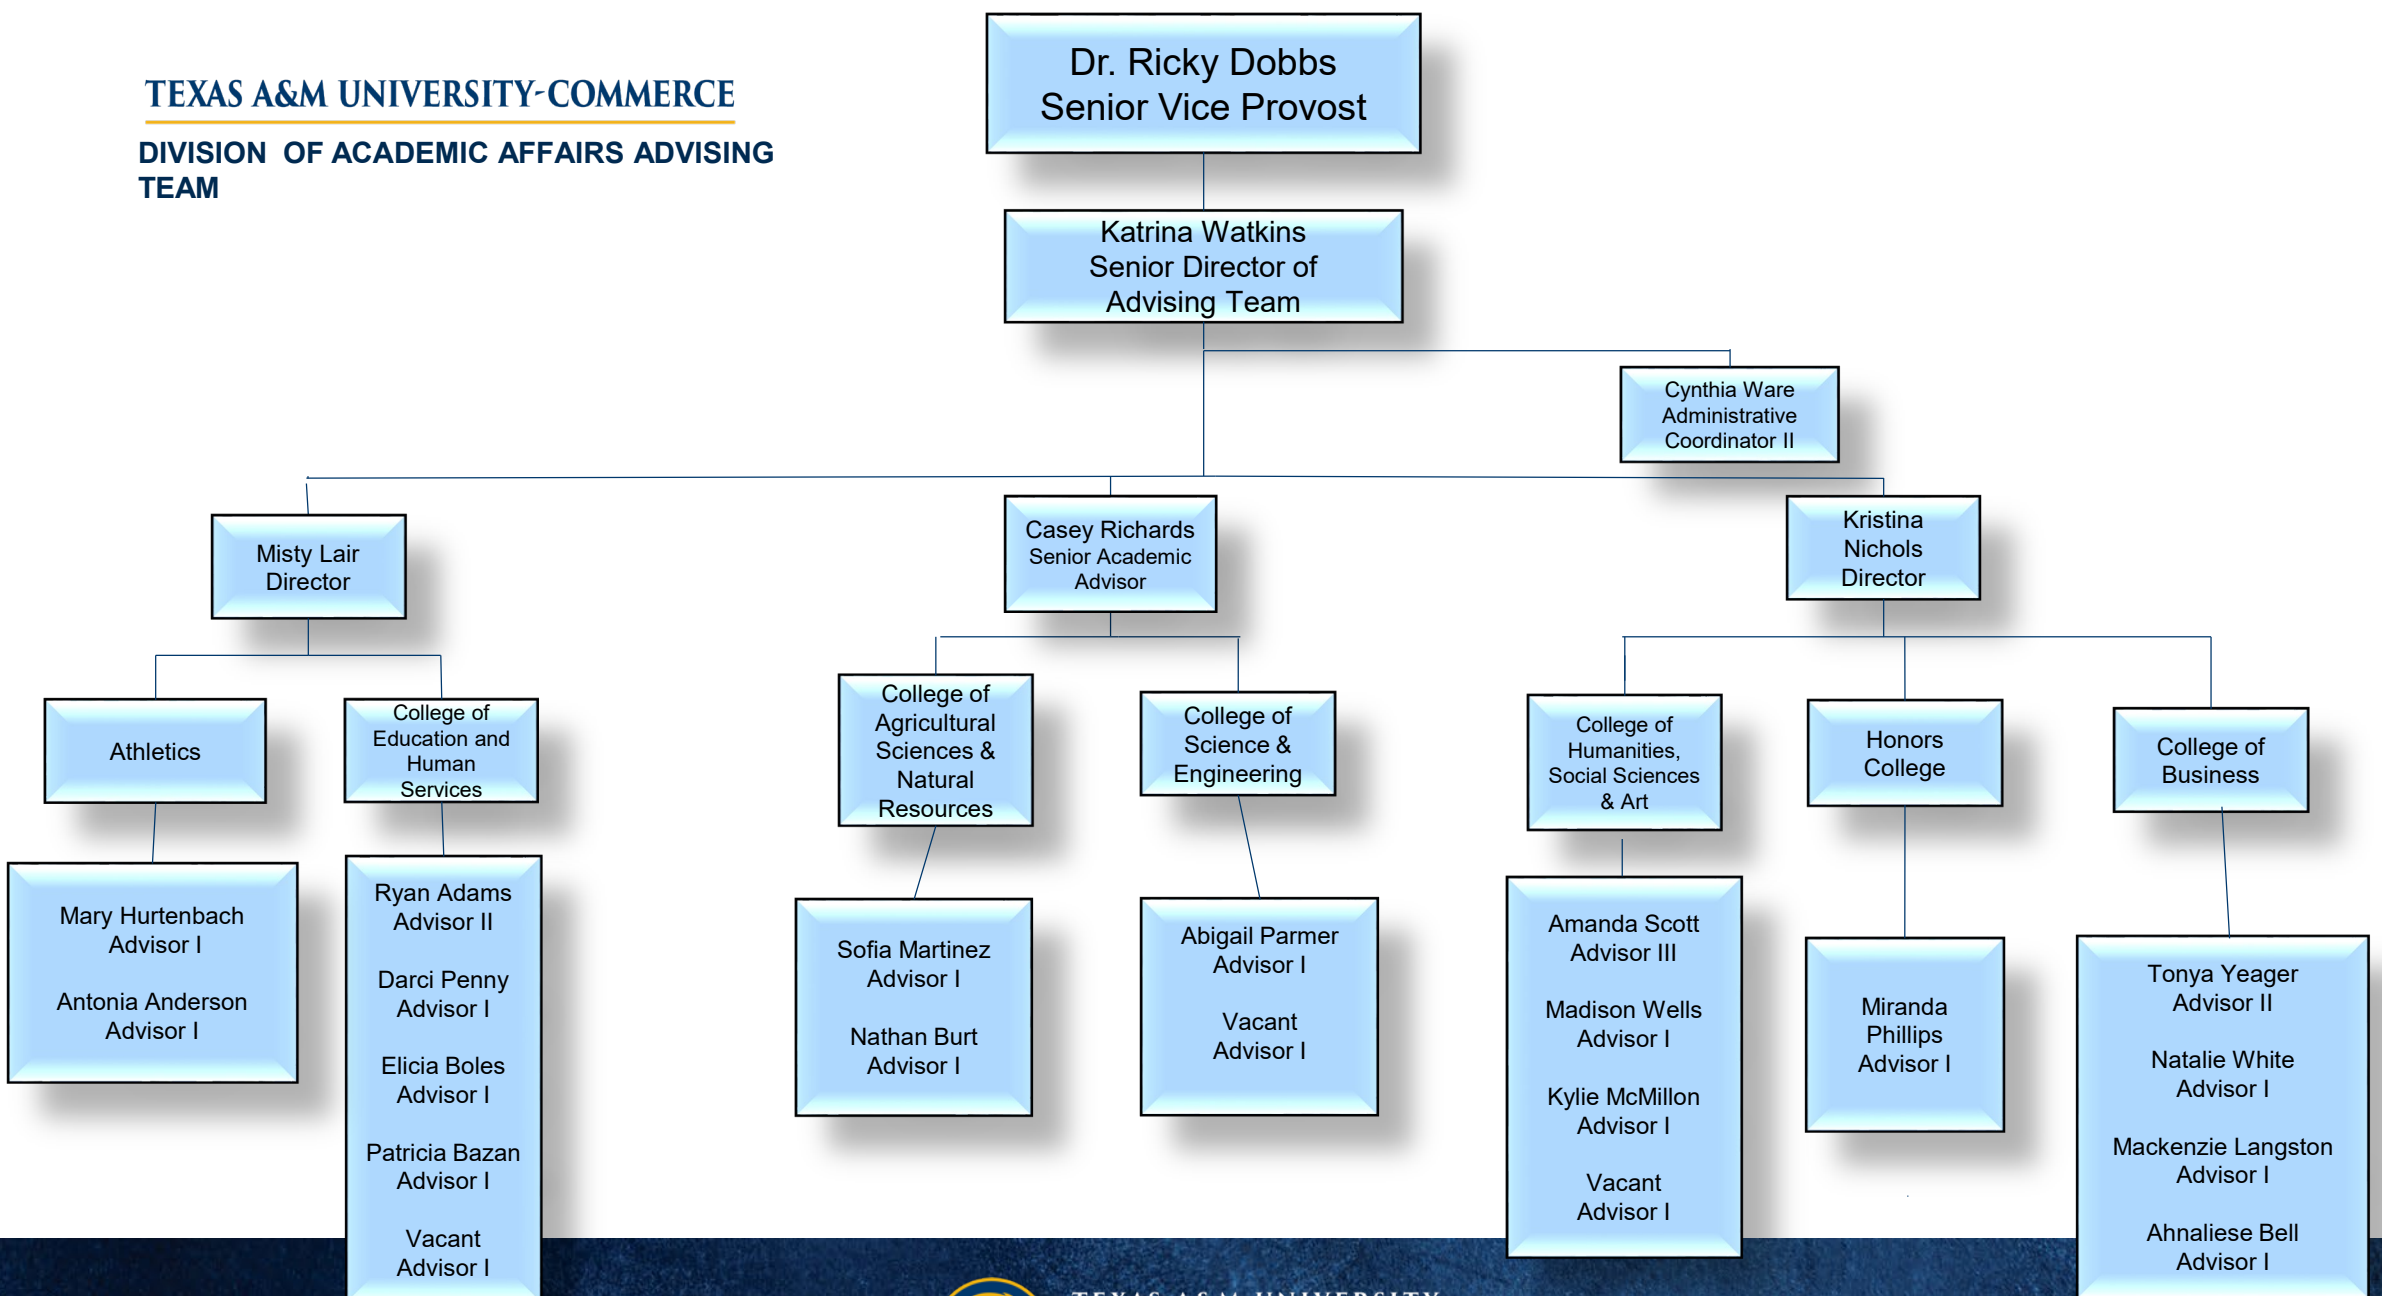 TEXAS A&M UNIVERSITY-COMMERCE
DIVISION OF ACADEMIC AFFAIRS ADVISING
TEAM
Dr. Ricky Dobbs
Senior Vice Provost
Katrina Watkins
Senior Director of
Advising Team
Cynthia Ware
Administrative
Coordinator II
Misty Lair
Director
Casey Richards
Senior Academic
Advisor
Kristina
Nichols
Director
Athletics
College of
Education and
Human
Services
College of
Agricultural
Sciences &
Natural
Resources
College of
Science &
Engineering
College of
Humanities,
Social Sciences
& Art
Honors
College
College of
Business
Mary Hurtenbach
Advisor I
Antonia Anderson
Advisor I
Ryan Adams
Advisor II
Darci Penny
Advisor I
Elicia Boles
Advisor I
Patricia Bazan
Advisor I
Vacant
Advisor I
Sofia Martinez
Advisor I
Nathan Burt
Advisor I
Abigail Parmer
Advisor I
Vacant
Advisor I
Amanda Scott
Advisor III
Madison Wells
Advisor I
Kylie McMillon
Advisor I
Vacant
Advisor I
Miranda
Phillips
Advisor I
Tonya Yeager
Advisor II
Natalie White
Advisor I
Mackenzie Langston
Advisor I
Ahnaliese Bell
Advisor I
TEXAS A&M UNIVERSITY